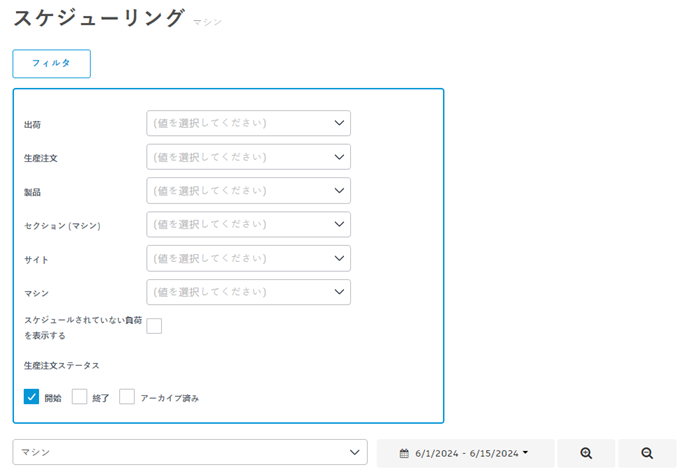 スケジューリング マシン
フィルタ
出荷 (値を選択してください)
生産注文 (値を選択してください)
製品 (値を選択してください)
セクション (マシン) (値を選択してください)
サイト (値を選択してください)
マシン (値を選択してください)
スケジュールされていない負荷
を表示する
生産注文ステータス
開始 終了 アーカイブ済み
マシン 6/1/2024 - 6/15/2024